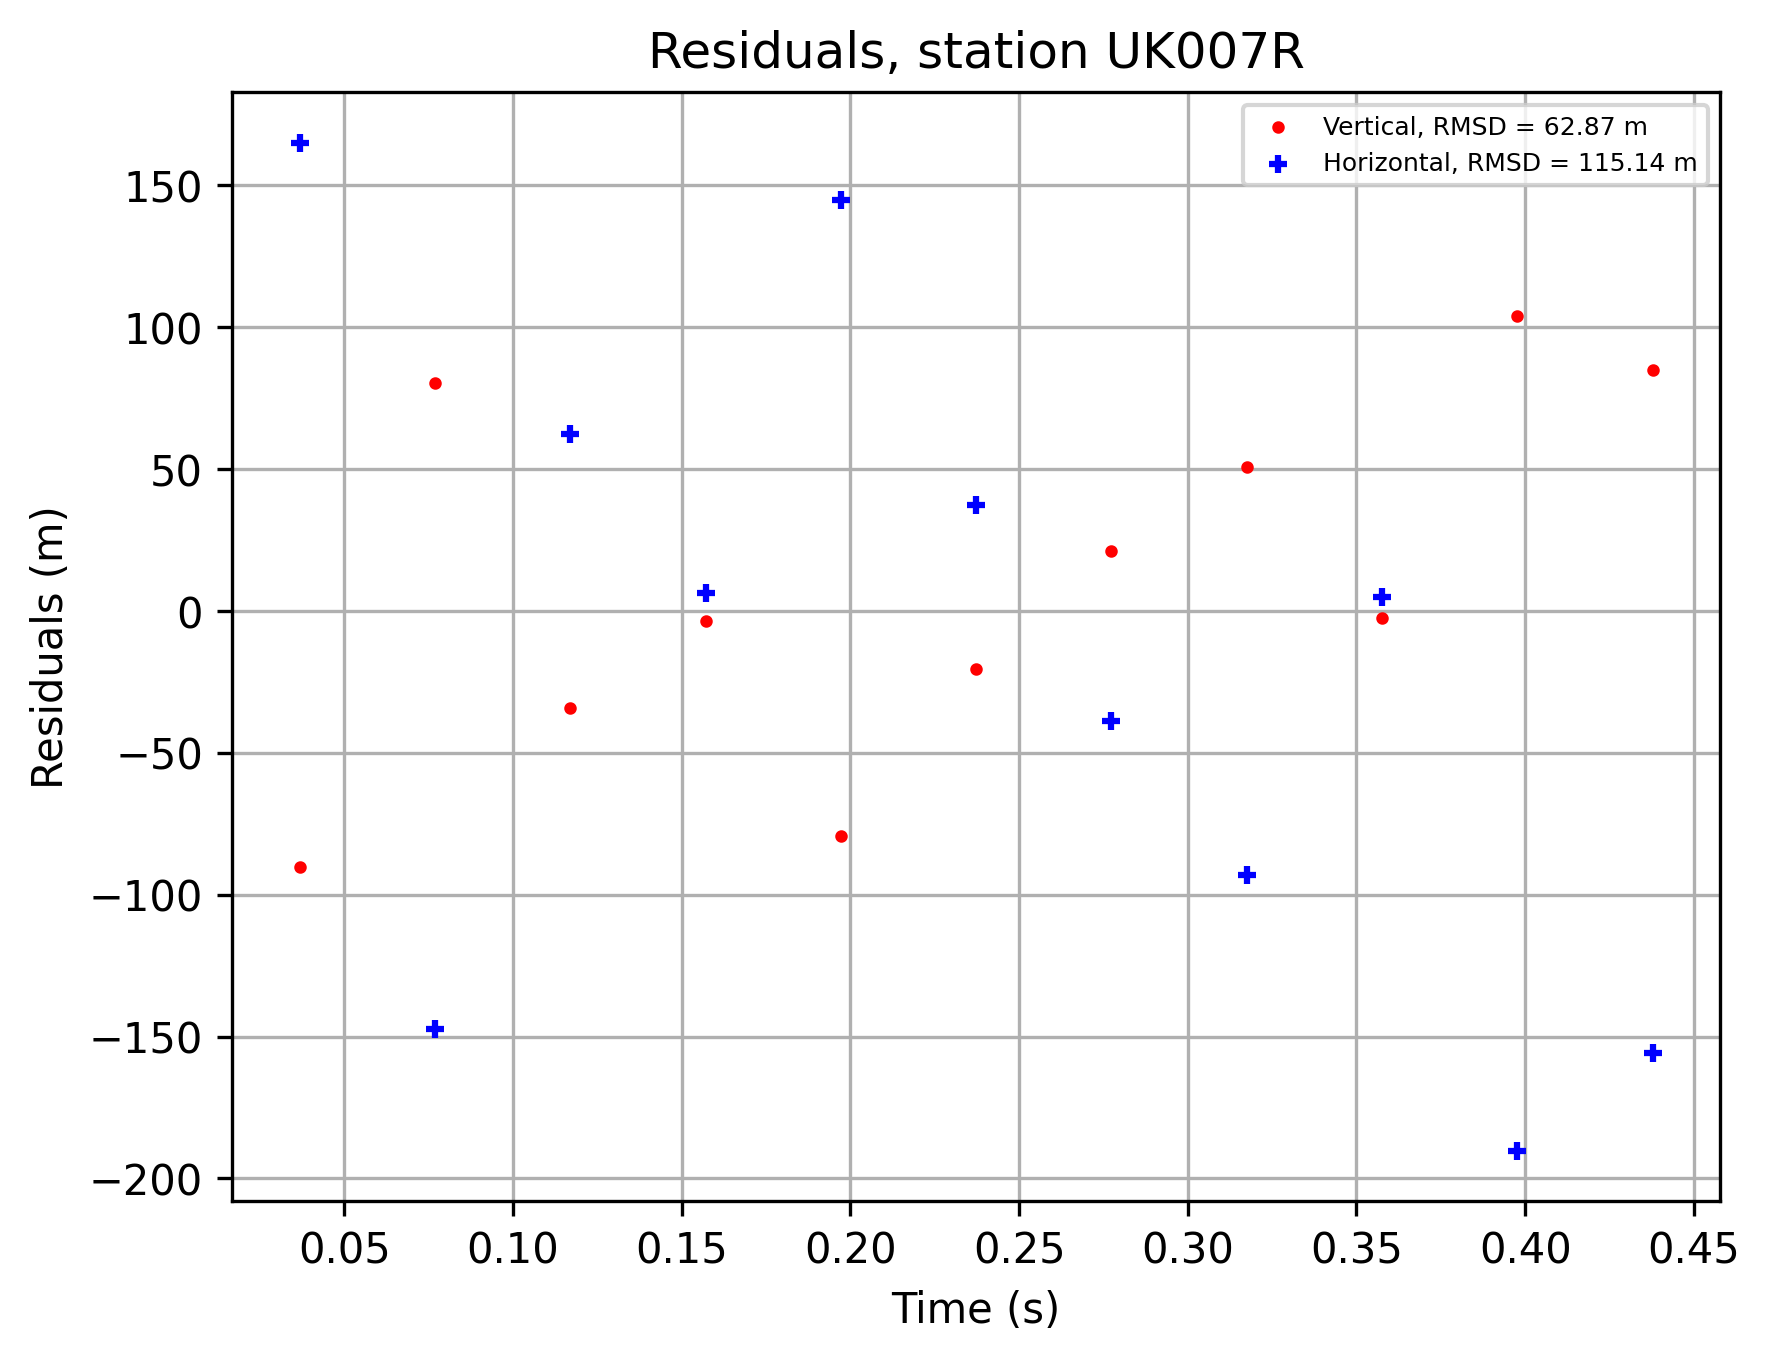 Residuals, station UK007R
Vertical, RMSD = 62.87 m
Horizontal, RMSD = 115.14 m
150
100
50
0
−50
−100
−150
−200
Residuals (m)
0.05 0.10 0.15 0.20 0.25 0.30 0.35 0.40 0.45
Time (s)